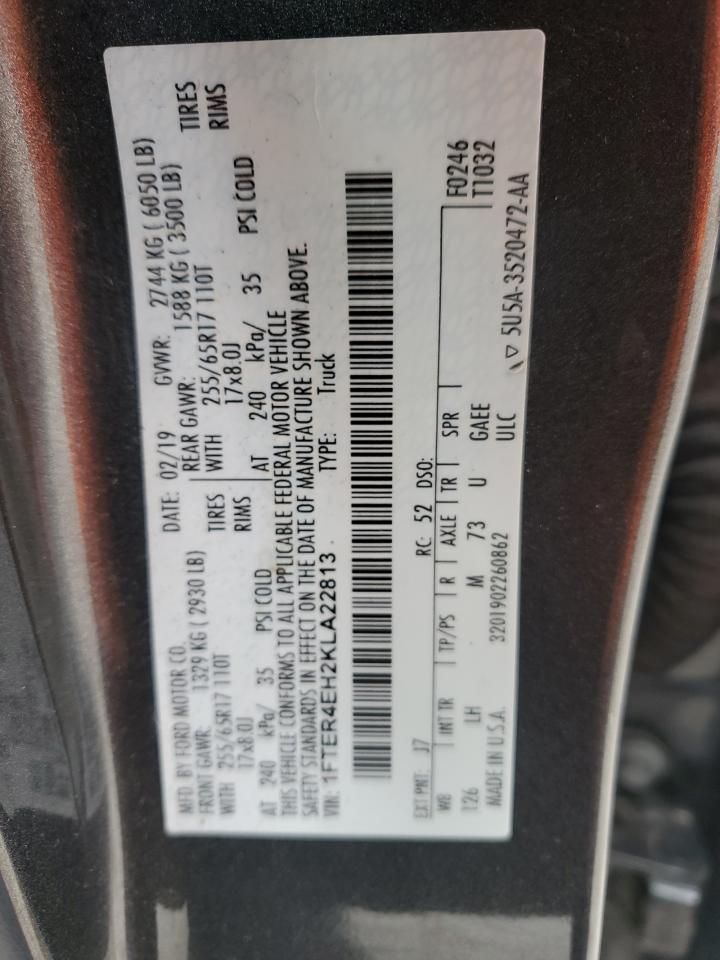 MFD. BY FORD MOTOR CO. DATE: 02/19 GVWR: 2744 KG ( 6050 LB)
FRONT GAWR: 1329 KG ( 2930 LB) REAR GAWR: 1588 KG ( 3500 LB)
WITH 255/65R17 110T TIRES WITH 255/65R17 110T TIRES
17x8.0J RIMS 17x8.0J RIMS
AT 240 kPa/ 35 PSI COLD AT 240 kPa/ 35 PSI COLD
THIS VEHICLE CONFORMS TO ALL APPLICABLE FEDERAL MOTOR VEHICLE
SAFETY STANDARDS IN EFFECT ON THE DATE OF MANUFACTURE SHOWN ABOVE.
VIN: 1FTER4EH2KLA22813 TYPE: Truck
EXT PNT: J7 RC: 52 DSO: F0246
WB INT TR TP/PS R AXLE TR SPR T1032
126 LH M 73 U GAEE
MADE IN U.S.A. 3201902260862 ULC
5U5A-3520472-AA